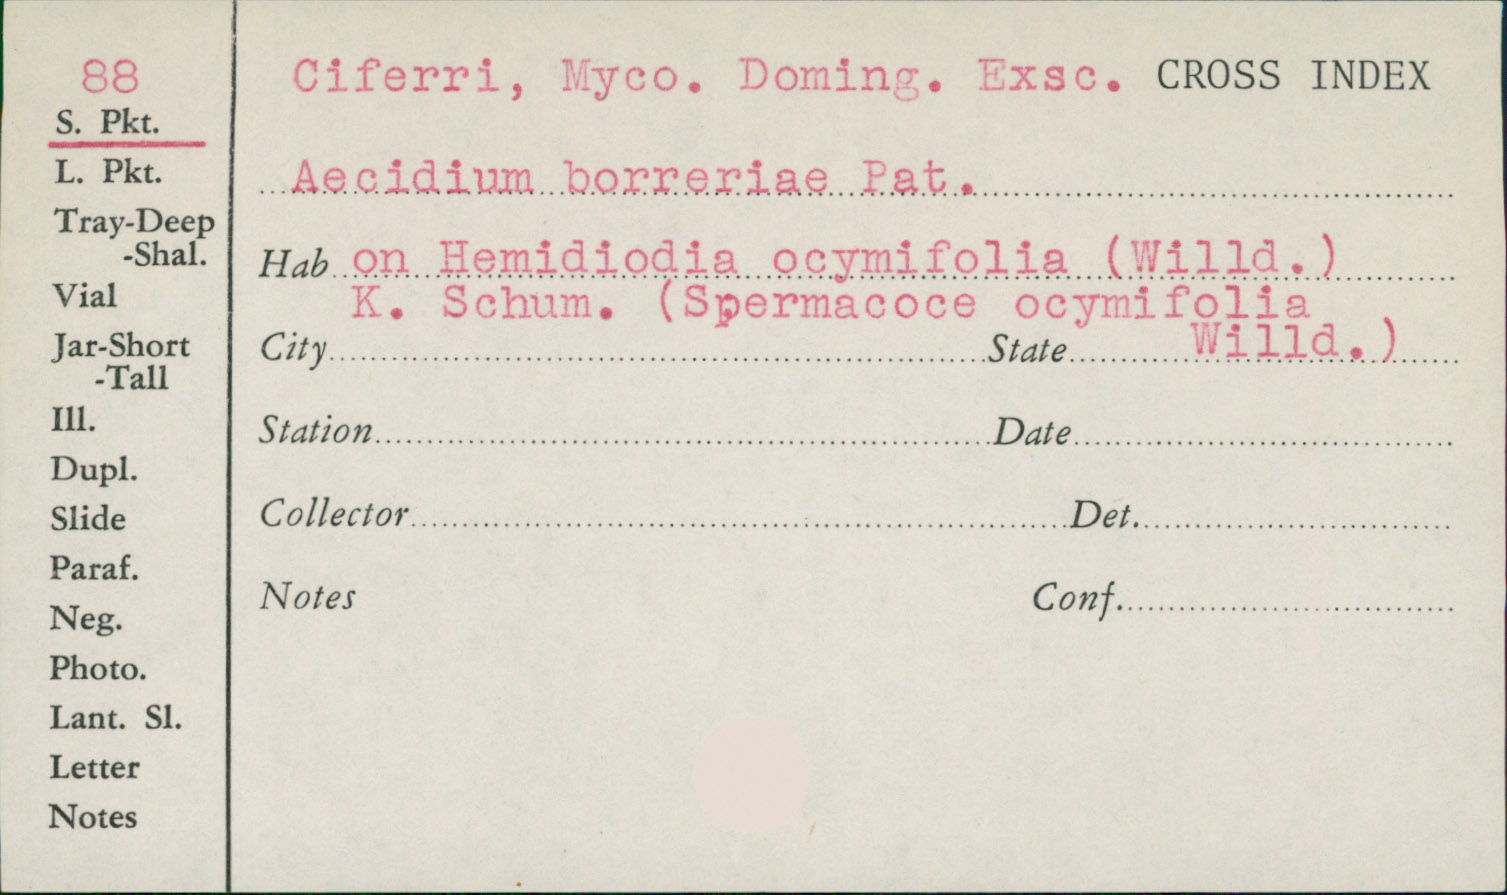 88
S. Pkt.
L. Pkt.
Tray-Deep
-Shal.
Vial
Jar-Short
-Tall
Ill.
Dupl.
Slide
Paraf.
Neg.
Photo.
Lant. Sl.
Letter
Notes
Ciferri, Myco. Doming. Exsc. CROSS INDEX
Aecidium borreriae Pat.
Hab on Hemidiodia ocymifolia (Willd.)
K. Schum. (Spermacoce ocymifolia
Willd.)
City State
Station Date
Collector Det.
Notes Conf.